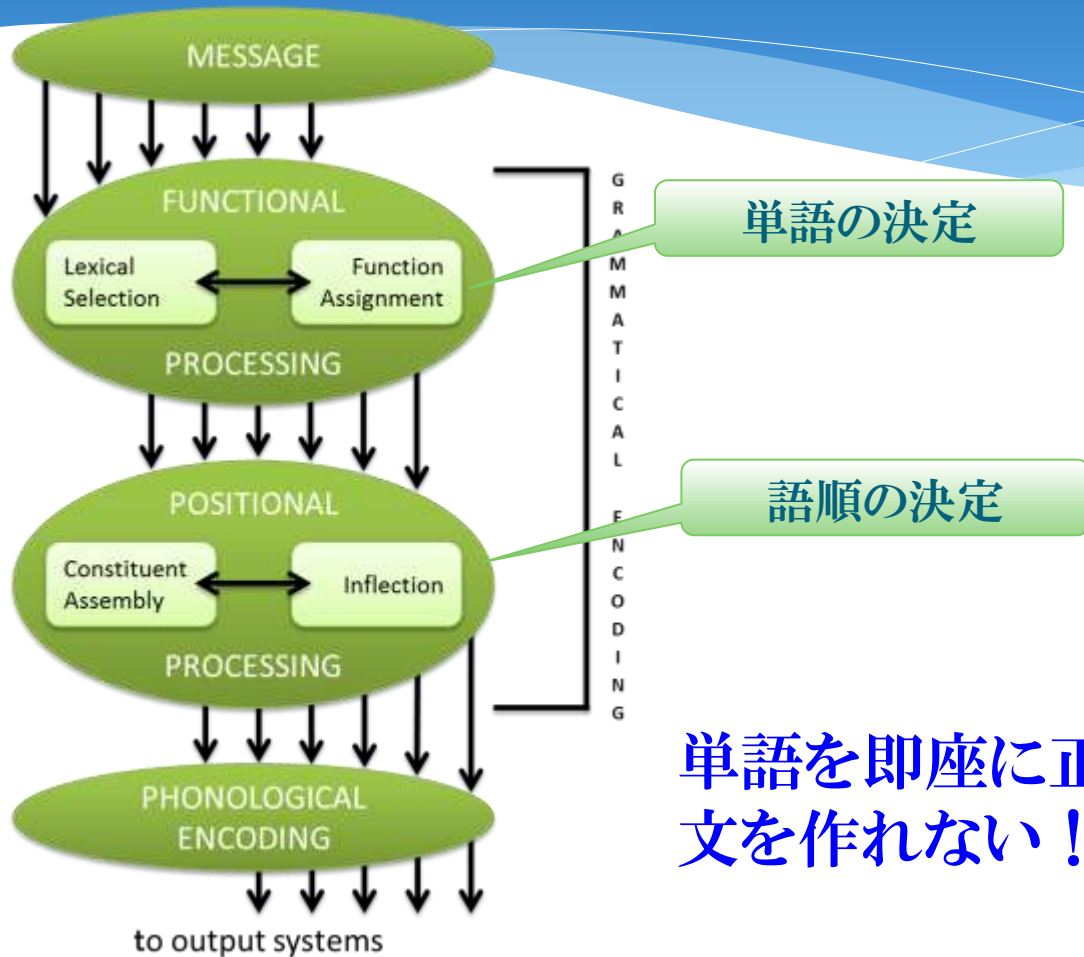 MESSAGE
FUNCTIONAL
Lexical
Selection
Function
Assignment
PROCESSING
POSITIONAL
Constituent
Assembly
Inflection
PROCESSING
PHONOLOGICAL
ENCODING
to output systems
GRAMMATICAL ENCODING
単語の決定
語順の決定
単語を即座に正
文を作れない!